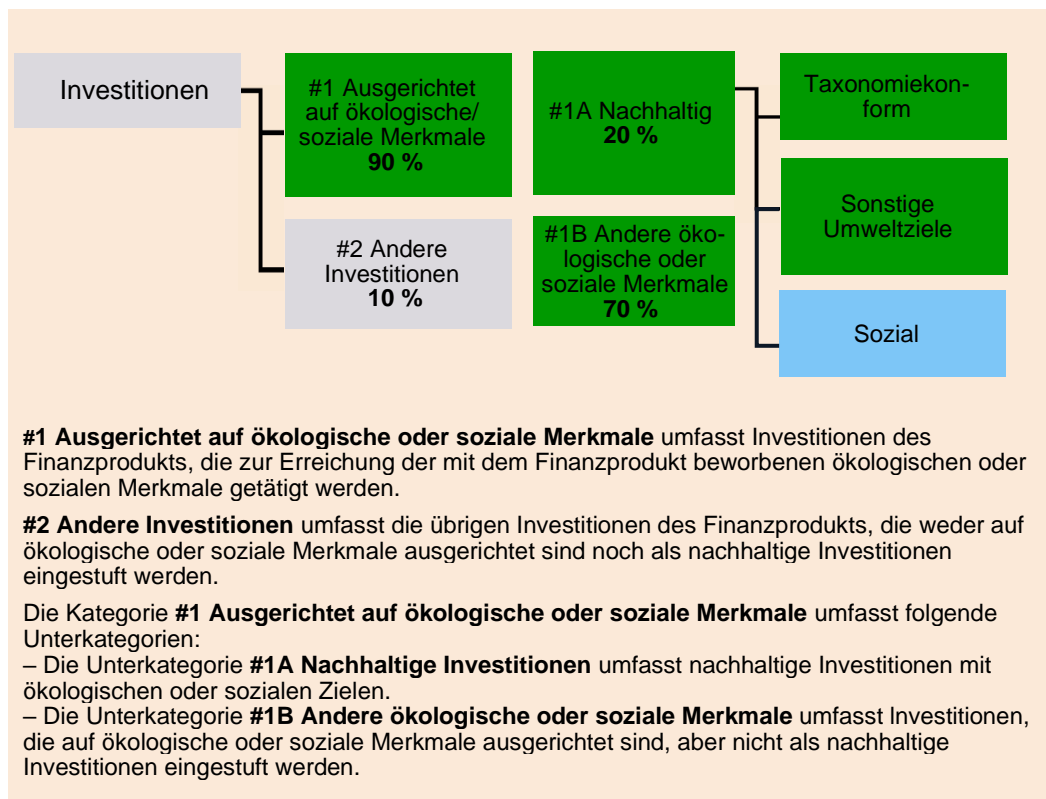 Investitionen
#1 Ausgerichtet
auf ökologische/
soziale Merkmale
90 %
#2 Andere
Investitionen
10 %
#1A Nachhaltig
20 %
#1B Andere öko-
logische oder
soziale Merkmale
70 %
Taxonomiekon-
form
Sonstige
Umweltziele
Sozial
#1 Ausgerichtet auf ökologische oder soziale Merkmale umfasst Investitionen des
Finanzprodukts, die zur Erreichung der mit dem Finanzprodukt beworbenen ökologischen oder
sozialen Merkmale getätigt werden.
#2 Andere Investitionen umfasst die übrigen Investitionen des Finanzprodukts, die weder auf
ökologische oder soziale Merkmale ausgerichtet sind noch als nachhaltige Investitionen
eingestuft werden.
Die Kategorie #1 Ausgerichtet auf ökologische oder soziale Merkmale umfasst folgende
Unterkategorien:
– Die Unterkategorie #1A Nachhaltige Investitionen umfasst nachhaltige Investitionen mit
ökologischen oder sozialen Zielen.
– Die Unterkategorie #1B Andere ökologische oder soziale Merkmale umfasst Investitionen,
die auf ökologische oder soziale Merkmale ausgerichtet sind, aber nicht als nachhaltige
Investitionen eingestuft werden.